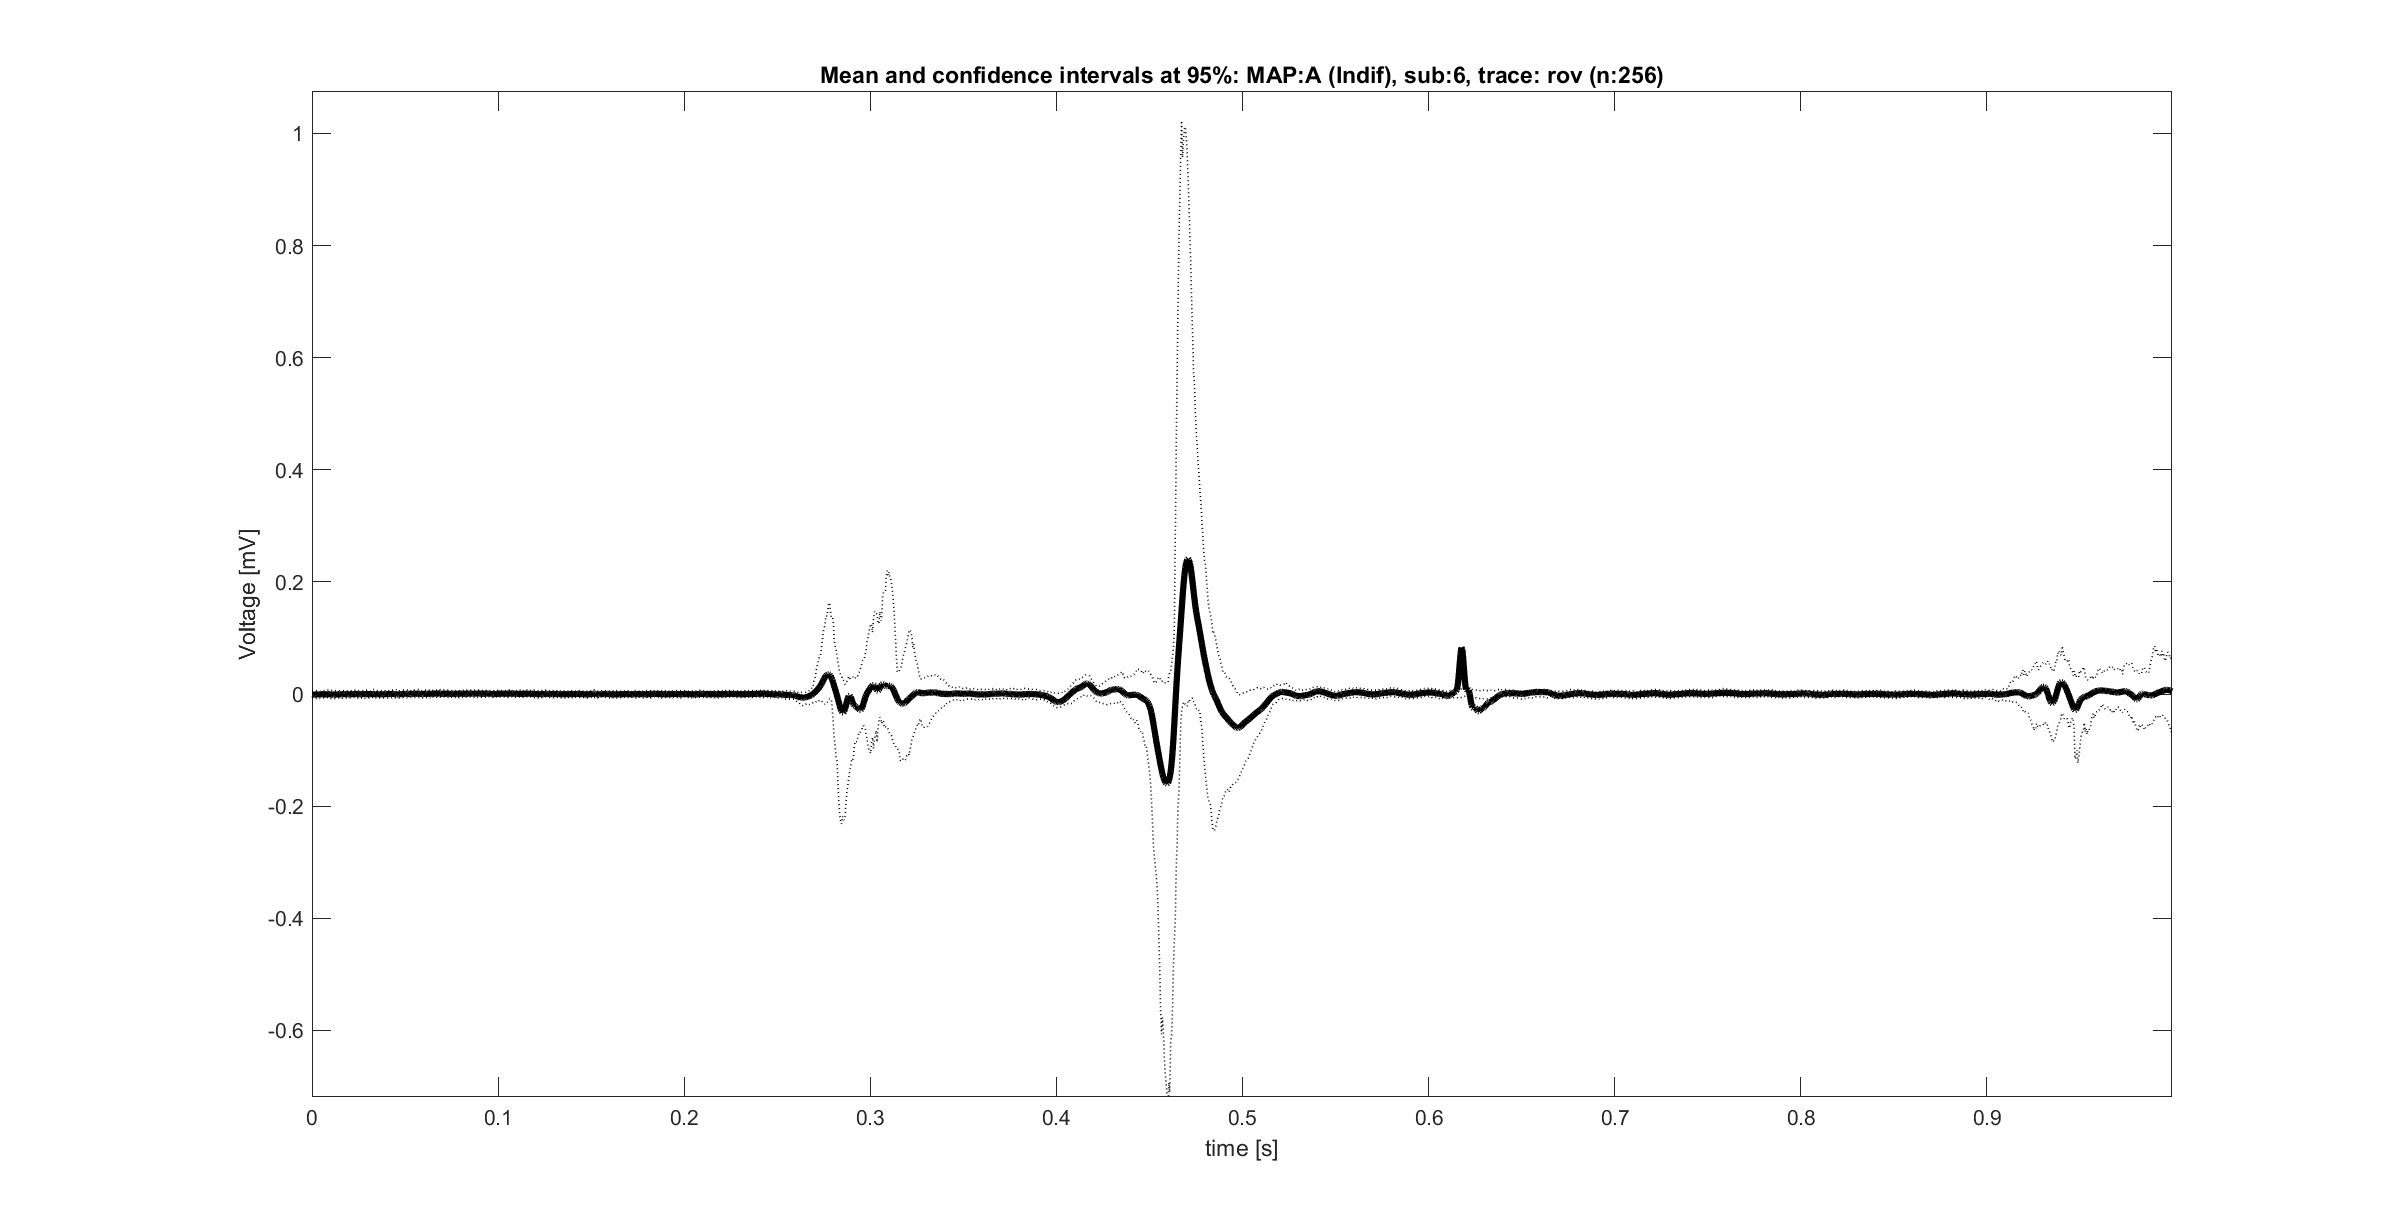 Mean and confidence intervals at 95%: MAP:A (Indif), sub:6, trace: rov (n:256)
1
0.8
0.6
0.4
0.2
0
-0.2
-0.4
-0.6
Voltage [mV]
0 0.1 0.2 0.3 0.4 0.5 0.6 0.7 0.8 0.9
time [s]